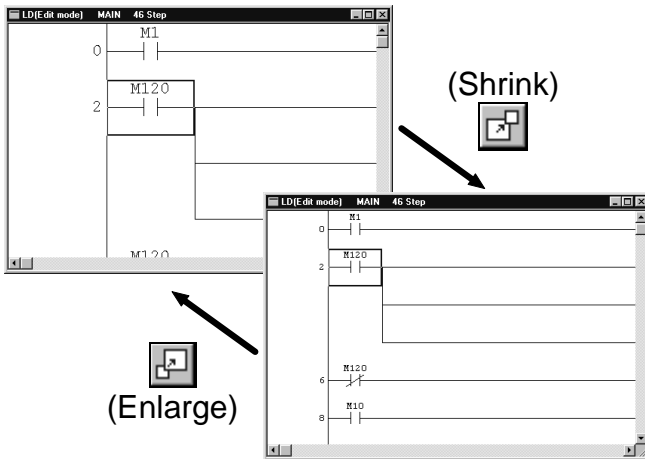 LD(Edit mode) MAIN 46 Step
M1
0
M120
2
M120
(Shrink)
LD(Edit mode) MAIN 46 Step
M1
0
M120
2
M120
6
M10
8
(Enlarge)